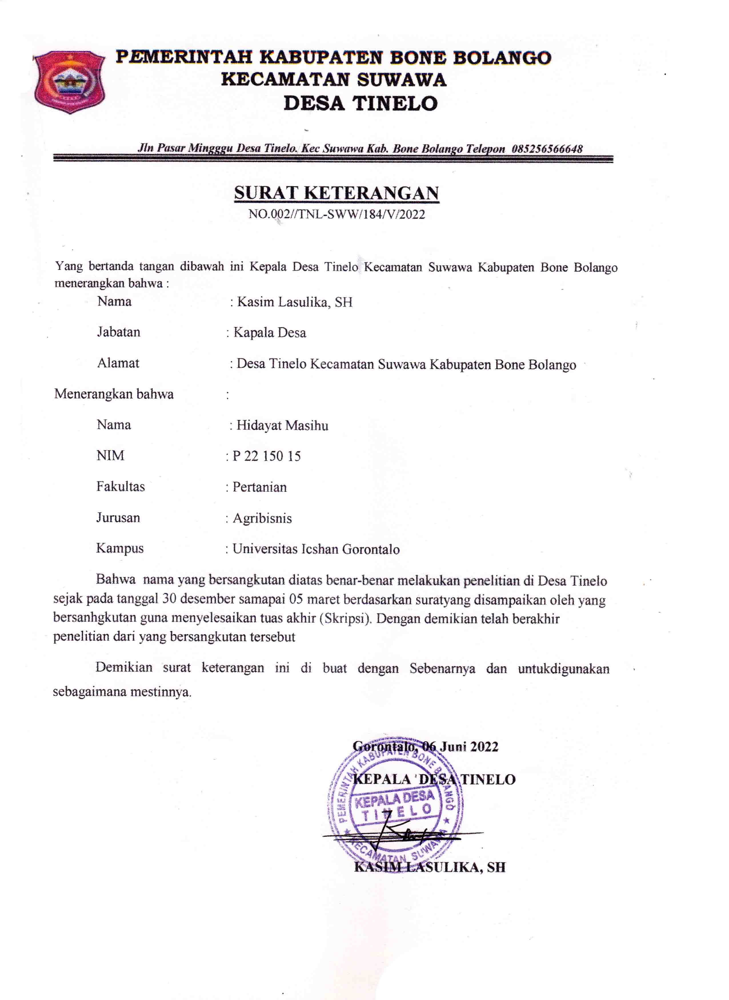 PEMERINTAH KABUPATEN BONE BOLANGO
KECAMATAN SUWAWA
DESA TINELO
Jln Pasar Mingggu Desa Tinelo. Kec Suwawa Kab. Bone Bolango Telepon 085256566648
SURAT KETERANGAN
NO.002//TNL-SWW/184/V/2022
Yang bertanda tangan dibawah ini Kepala Desa Tinelo Kecamatan Suwawa Kabupaten Bone Bolango
menerangkan bahwa :
Nama : Kasim Lasulika, SH
Jabatan : Kapala Desa
Alamat : Desa Tinelo Kecamatan Suwawa Kabupaten Bone Bolango
Menerangkan bahwa :
Nama : Hidayat Masihu
NIM : P 22 150 15
Fakultas : Pertanian
Jurusan : Agribisnis
Kampus : Universitas Icshan Gorontalo
Bahwa nama yang bersangkutan diatas benar-benar melakukan penelitian di Desa Tinelo
sejak pada tanggal 30 desember samapai 05 maret berdasarkan suratyang disampaikan oleh yang
bersanhgkutan guna menyelesaikan tuas akhir (Skripsi). Dengan demikian telah berakhir
penelitian dari yang bersangkutan tersebut
Demikian surat keterangan ini di buat dengan Sebenarnya dan untukdigunakan
sebagaimana mestinnya.
Gorontalo, 06 Juni 2022
KEPALA DESA TINELO
PEMERINTAH KABUPATEN BONE BOLANGO
KEPALA DESA
TINELO
KECAMATAN SUWAWA
KASIM LASULIKA, SH